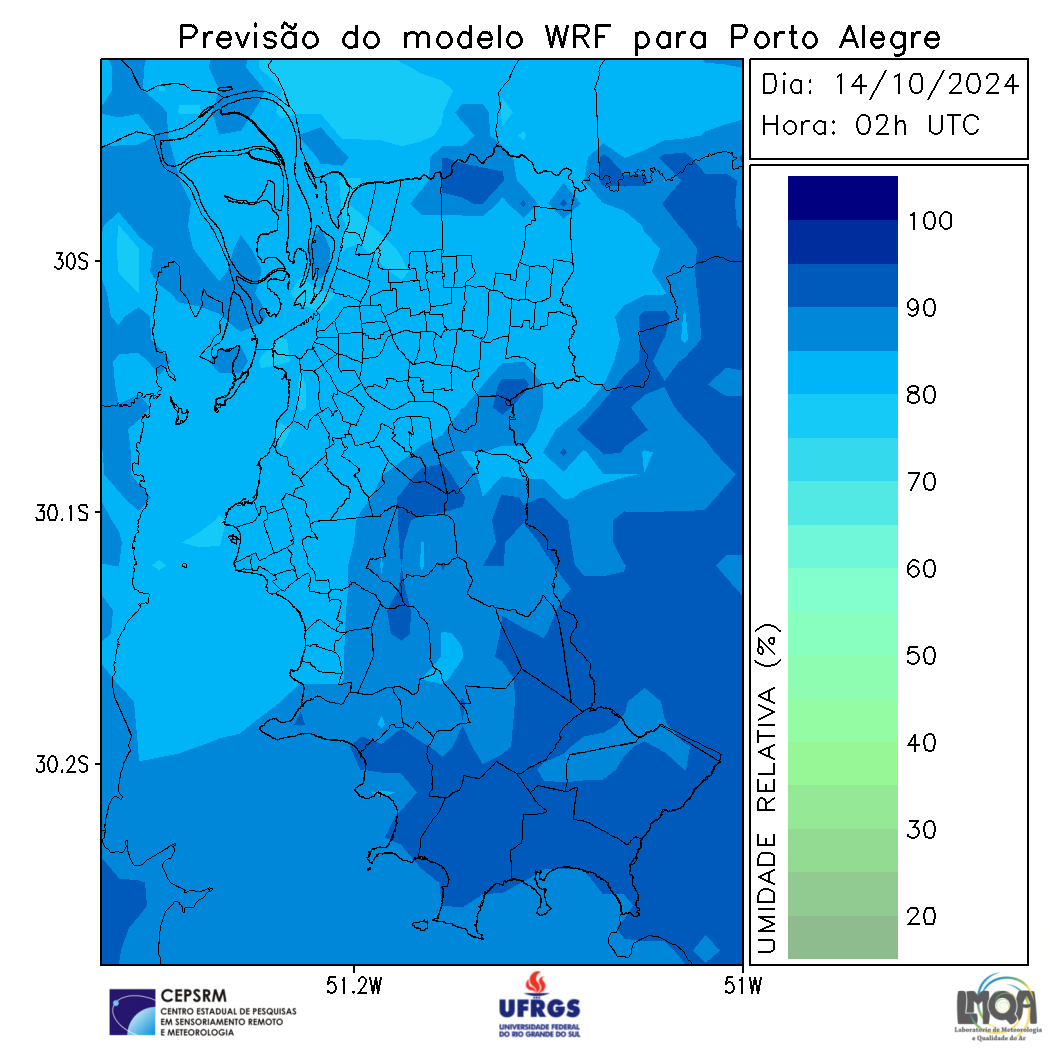 Previsão do modelo WRF para Porto Alegre
Dia: 14/10/2024
Hora: 02h UTC
30S
30.1S
30.2S
51.2W
51W
UMIDADE RELATIVA (%)
100
90
80
70
60
50
40
30
20
CEPSRM
CENTRO ESTADUAL DE PESQUISAS
EM SENSORIAMENTO REMOTO
E METEOROLOGIA
UFRGS
UNIVERSIDADE FEDERAL
DO RIO GRANDE DO SUL
LMQA
Laboratório de Meteorologia
e Qualidade do Ar